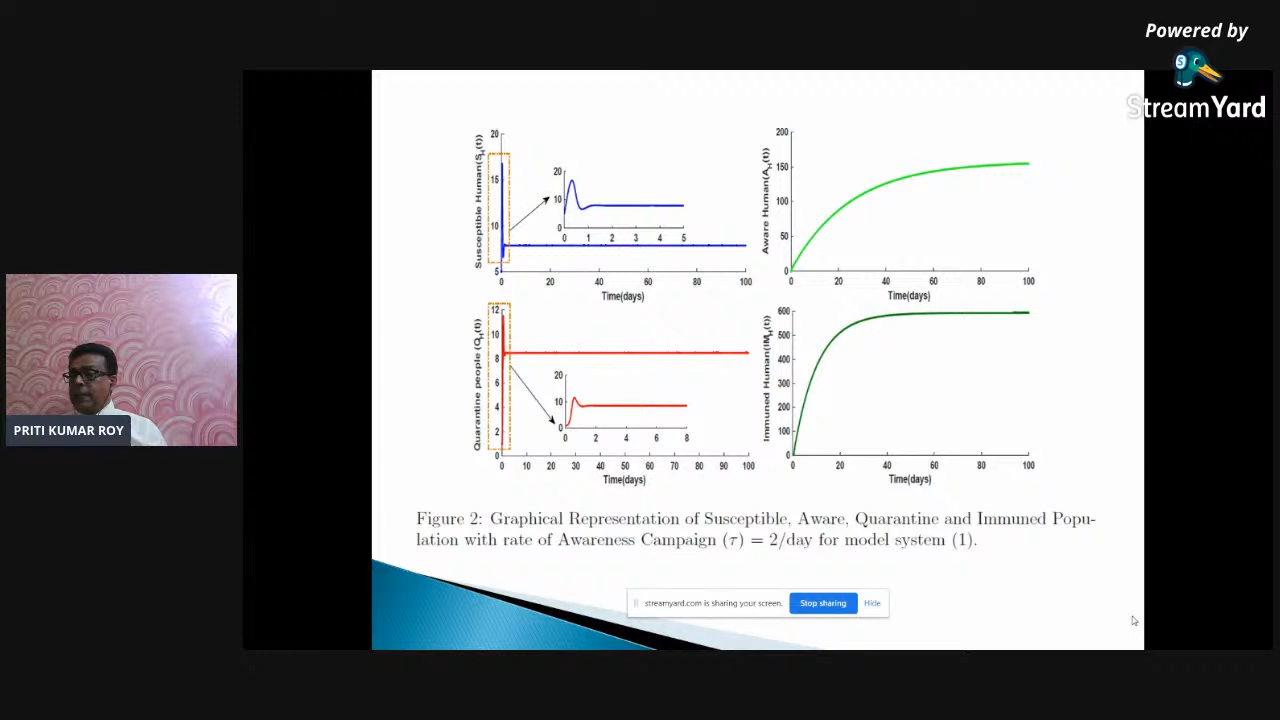 Powered by
StreamYard
PRITI KUMAR ROY
Susceptible Human(S_H(t))
20
15
10
5
20
10
0
0 1 2 3 4 5
0 20 40 60 80 100
Time(days)
Aware Human(A_H(t))
200
150
100
50
0
0 20 40 60 80 100
Time(days)
Quarantine people (Q_H(t))
12
10
8
6
4
2
0
20
10
0
0 2 4 6 8
0 10 20 30 40 50 60 70 80 90 100
Time(days)
Immuned Human(IM_H(t))
600
500
400
300
200
100
0
0 20 40 60 80 100
Time(days)
Figure 2: Graphical Representation of Susceptible, Aware, Quarantine and Immuned Popu-
lation with rate of Awareness Campaign (τ) = 2/day for model system (1).
streamyard.com is sharing your screen. Stop sharing Hide